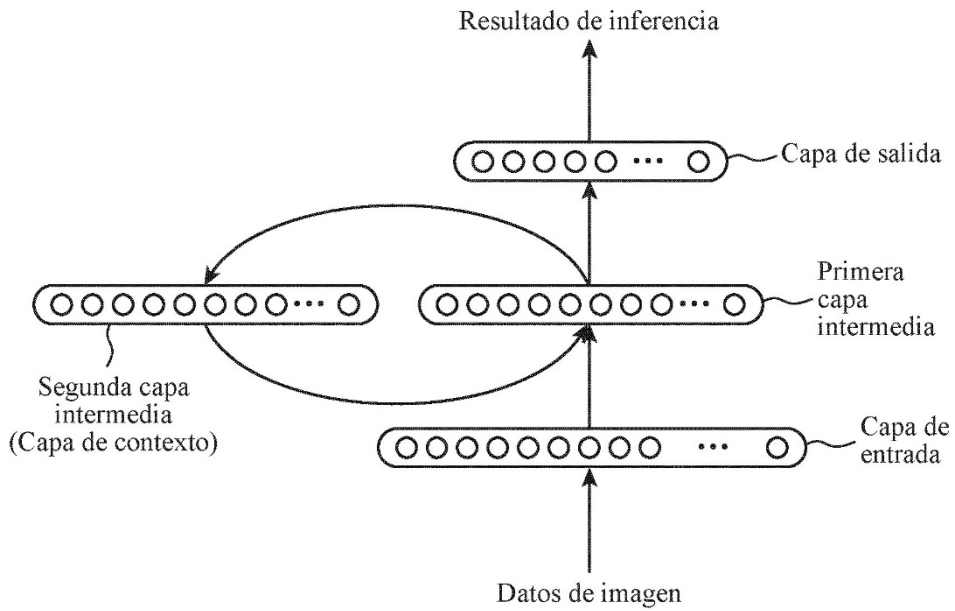 Resultado de inferencia
Capa de salida
Primera
capa
intermedia
Segunda capa
intermedia
(Capa de contexto)
Capa de
entrada
Datos de imagen